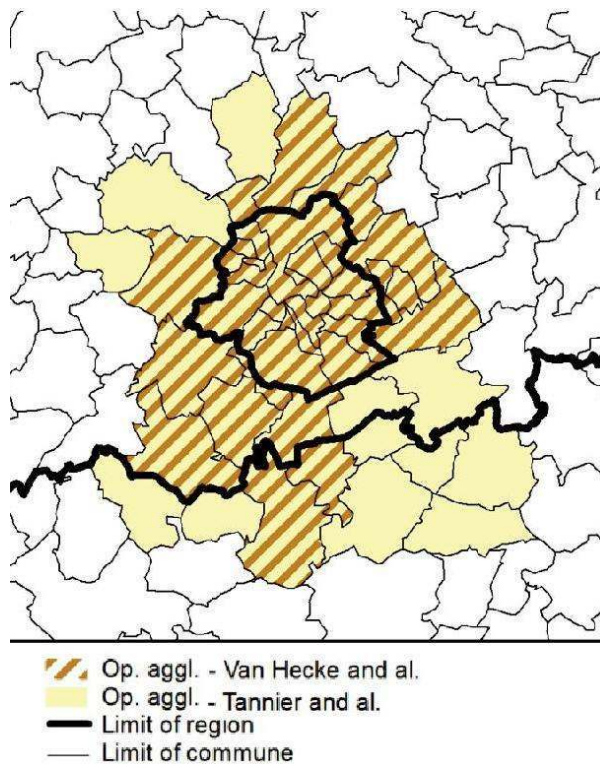 Op. aggl. - Van Hecke and al.
Op. aggl. - Tannier and al.
Limit of region
Limit of commune